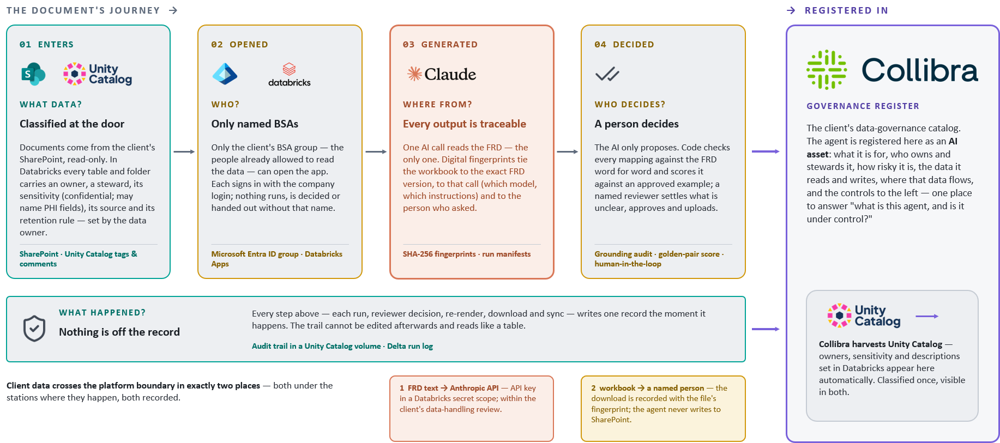 THE DOCUMENT'S JOURNEY →
→ REGISTERED IN
01 ENTERS
S
Unity
Catalog
WHAT DATA?
Classified at the door
Documents come from the client's
SharePoint, read-only. In
Databricks every table and folder
carries an owner, a steward, its
sensitivity (confidential; may
name PHI fields), its source and its
retention rule — set by the data
owner.
SharePoint · Unity Catalog tags &
comments
02 OPENED
databricks
WHO?
Only named BSAs
Only the client's BSA group — the
people already allowed to read
the data — can open the app.
Each signs in with the company
login; nothing runs, is decided or
handed out without that name.
Microsoft Entra ID group · Databricks
Apps
03 GENERATED
Claude
WHERE FROM?
Every output is traceable
One AI call reads the FRD — the
only one. Digital fingerprints tie
the workbook to the exact FRD
version, to that call (which model,
which instructions) and to the
person who asked.
SHA-256 fingerprints · run manifests
04 DECIDED
WHO DECIDES?
A person decides
The AI only proposes. Code checks
every mapping against the FRD
word for word and scores it
against an approved example; a
named reviewer settles what is
unclear, approves and uploads.
Grounding audit · golden-pair score ·
human-in-the-loop
WHAT HAPPENED?
Nothing is off the record
Every step above — each run, reviewer decision, re-render, download and sync — writes one record the moment it
happens. The trail cannot be edited afterwards and reads like a table.
Audit trail in a Unity Catalog volume · Delta run log
Client data crosses the platform boundary in exactly two places — both under the
stations where they happen, both recorded.
1 FRD text → Anthropic API — API key
in a Databricks secret scope; within the
client's data-handling review.
2 workbook → a named person — the
download is recorded with the file's
fingerprint; the agent never writes to
SharePoint.
Collibra
GOVERNANCE REGISTER
The client's data-governance catalog.
The agent is registered here as an AI
asset: what it is for, who owns and
stewards it, how risky it is, the data it
reads and writes, where that data flows,
and the controls to the left — one place
to answer "what is this agent, and is it
under control?"
Unity
Catalog
Collibra harvests Unity Catalog —
owners, sensitivity and descriptions
set in Databricks appear here
automatically. Classified once, visible
in both.